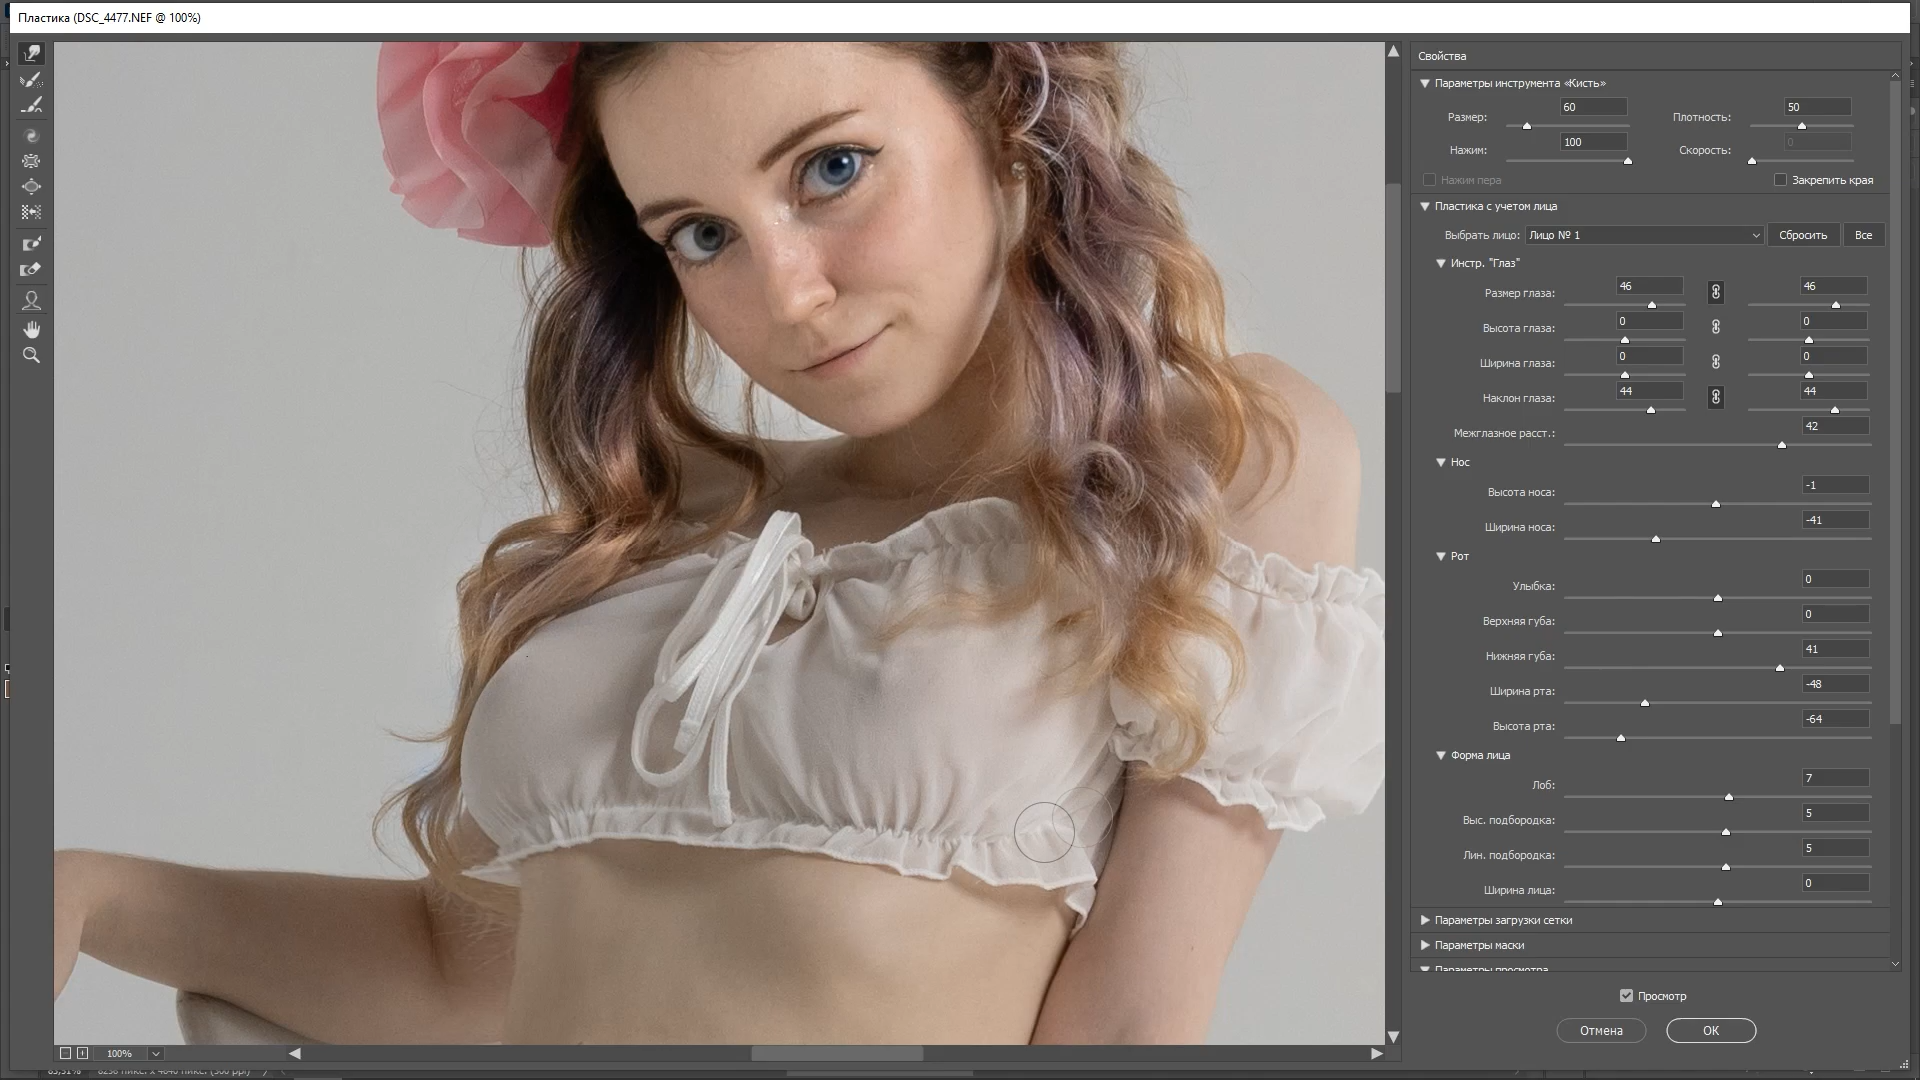 Пластика (DSC_4477.NEF @ 100%)
Свойства
Параметры инструмента «Кисть»
Размер: 60 Плотность: 50
Нажим: 100 Скорость: 0
Нажим пера Закрепить края
Пластика с учетом лица
Выбрать лицо: Лицо № 1 Сбросить Все
Инстр. "Глаз"
Размер глаза: 46 46
Высота глаза: 0 0
Ширина глаза: 0 0
Наклон глаза: 44 44
Межглазное расст.: 42
Нос
Высота носа: -1
Ширина носа: -41
Рот
Улыбка: 0
Верхняя губа: 0
Нижняя губа: 41
Ширина рта: -48
Высота рта: -64
Форма лица
Лоб: 7
Выс. подбородка: 5
Лин. подбородка: 5
Ширина лица: 0
Параметры загрузки сетки
Параметры маски
Параметры просмотра
Просмотр
Отмена OK
100%